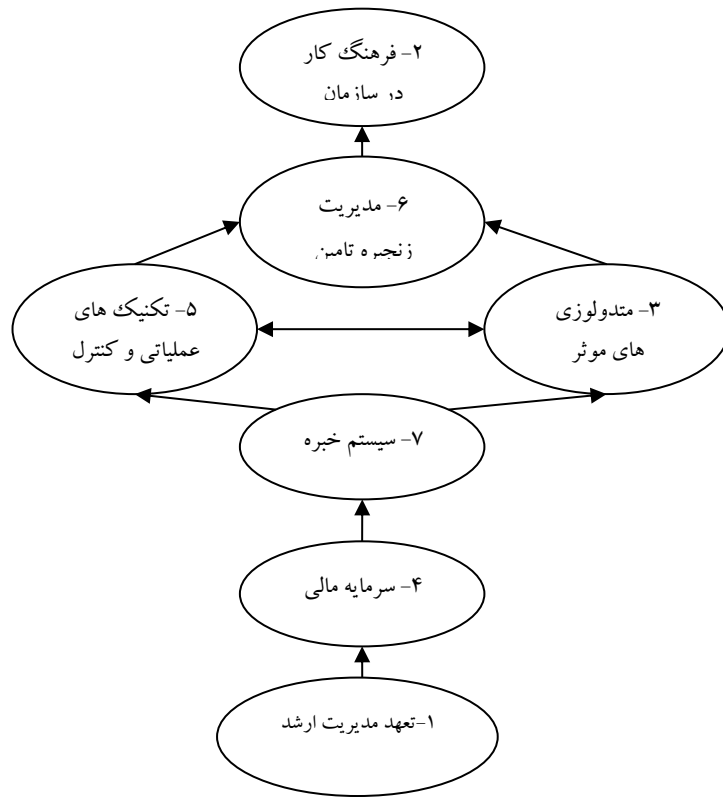 ۲- فرهنگ کار
در سازمان
۶- مدیریت
زنجیره تامین
۵- تکنیک های
عملیاتی و کنترل
۳- متدولوزی
های موثر
۷- سیستم خبره
۴- سرمایه مالی
۱-تعهد مدیریت ارشد